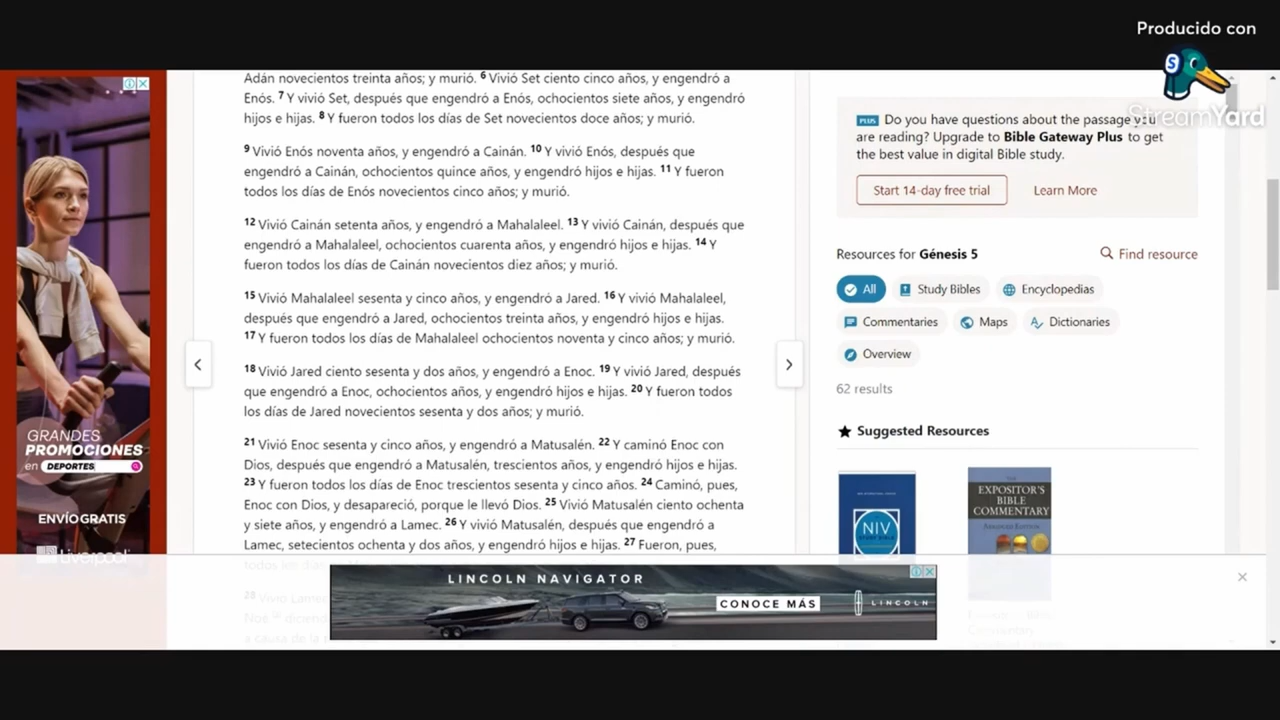 Producido con
StreamYard
Adán novecientos treinta años; y murió. 6 Vivió Set ciento cinco años, y engendró a
Enós. 7 Y vivió Set, después que engendró a Enós, ochocientos siete años, y engendró
hijos e hijas. 8 Y fueron todos los días de Set novecientos doce años; y murió.
9 Vivió Enós noventa años, y engendró a Cainán. 10 Y vivió Enós, después que
engendró a Cainán, ochocientos quince años, y engendró hijos e hijas. 11 Y fueron
todos los días de Enós novecientos cinco años; y murió.
12 Vivió Cainán setenta años, y engendró a Mahalaleel. 13 Y vivió Cainán, después que
engendró a Mahalaleel, ochocientos cuarenta años, y engendró hijos e hijas. 14 Y
fueron todos los días de Cainán novecientos diez años; y murió.
15 Vivió Mahalaleel sesenta y cinco años, y engendró a Jared. 16 Y vivió Mahalaleel,
después que engendró a Jared, ochocientos treinta años, y engendró hijos e hijas.
17 Y fueron todos los días de Mahalaleel ochocientos noventa y cinco años; y murió.
18 Vivió Jared ciento sesenta y dos años, y engendró a Enoc. 19 Y vivió Jared, después
que engendró a Enoc, ochocientos años, y engendró hijos e hijas. 20 Y fueron todos
los días de Jared novecientos sesenta y dos años; y murió.
21 Vivió Enoc sesenta y cinco años, y engendró a Matusalén. 22 Y caminó Enoc con
Dios, después que engendró a Matusalén, trescientos años, y engendró hijos e hijas.
23 Y fueron todos los días de Enoc trescientos sesenta y cinco años. 24 Caminó, pues,
Enoc con Dios, y desapareció, porque le llevó Dios. 25 Vivió Matusalén ciento ochenta
y siete años, y engendró a Lamec. 26 Y vivió Matusalén, después que engendró a
Lamec, setecientos ochenta y dos años, y engendró hijos e hijas. 27 Fueron, pues,
todos los días
28 Vivió Lamec
Noé
a causa de la
PLUS Do you have questions about the passage you
are reading? Upgrade to Bible Gateway Plus to get
the best value in digital Bible study.
Start 14-day free trial Learn More
Resources for Génesis 5 Find resource
All Study Bibles Encyclopedias
Commentaries Maps Dictionaries
Overview
62 results
Suggested Resources
NIV
EXPOSITOR'S
BIBLE
COMMENTARY
ABRIDGED EDITION
GRANDES
PROMOCIONES
en DEPORTES
ENVÍO GRATIS
Liverpool
LINCOLN NAVIGATOR
CONOCE MÁS
LINCOLN